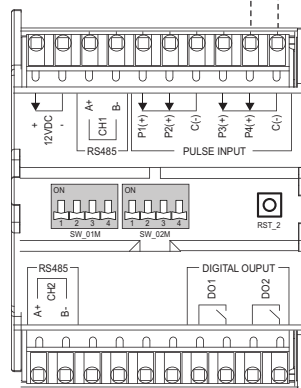 + - A+ B- P1(+) P2(+) C(-) P3(+) P4(+) C(-)
12VDC CH1
RS485 PULSE INPUT
ON ON
1 2 3 4 1 2 3 4
SW_01M SW_02M RST_2
RS485 DIGITAL OUPUT
A+ CH2 B- DO1 DO2